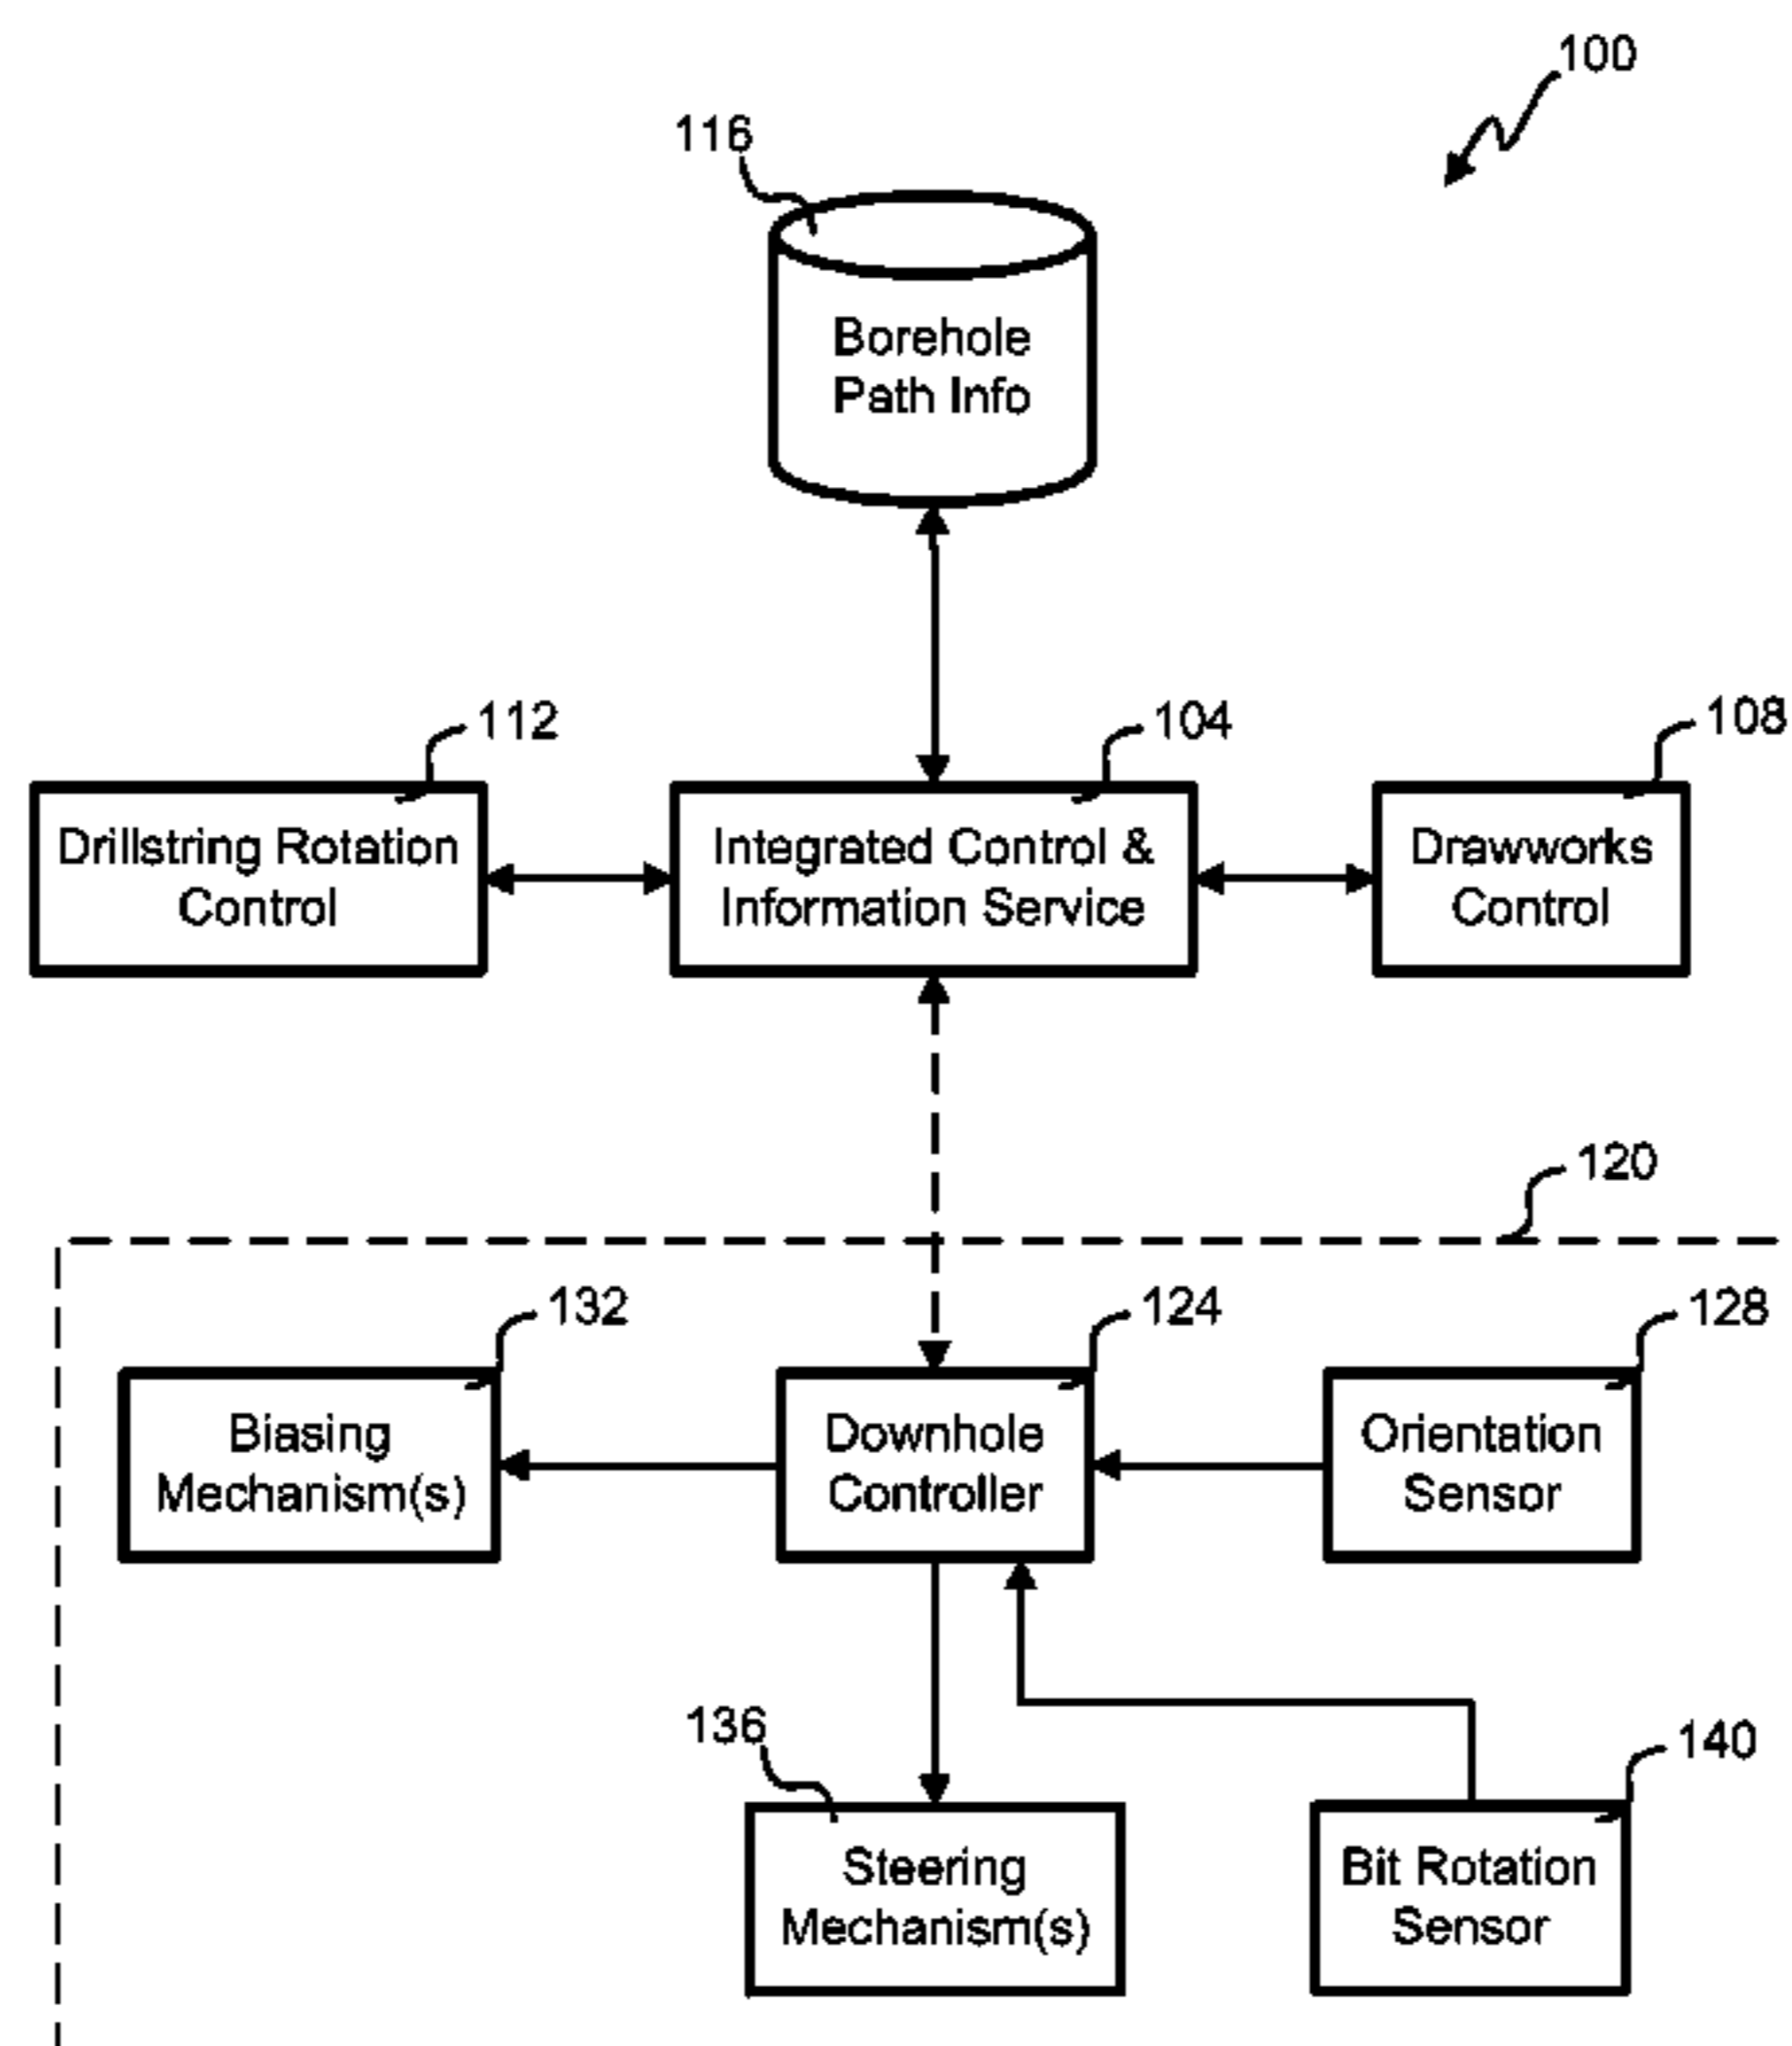 100
116
Borehole
Path Info
112
104
108
Drillstring Rotation
Control
Integrated Control &
Information Service
Drawworks
Control
120
132
124
128
Biasing
Mechanism(s)
Downhole
Controller
Orientation
Sensor
136
140
Steering
Mechanism(s)
Bit Rotation
Sensor